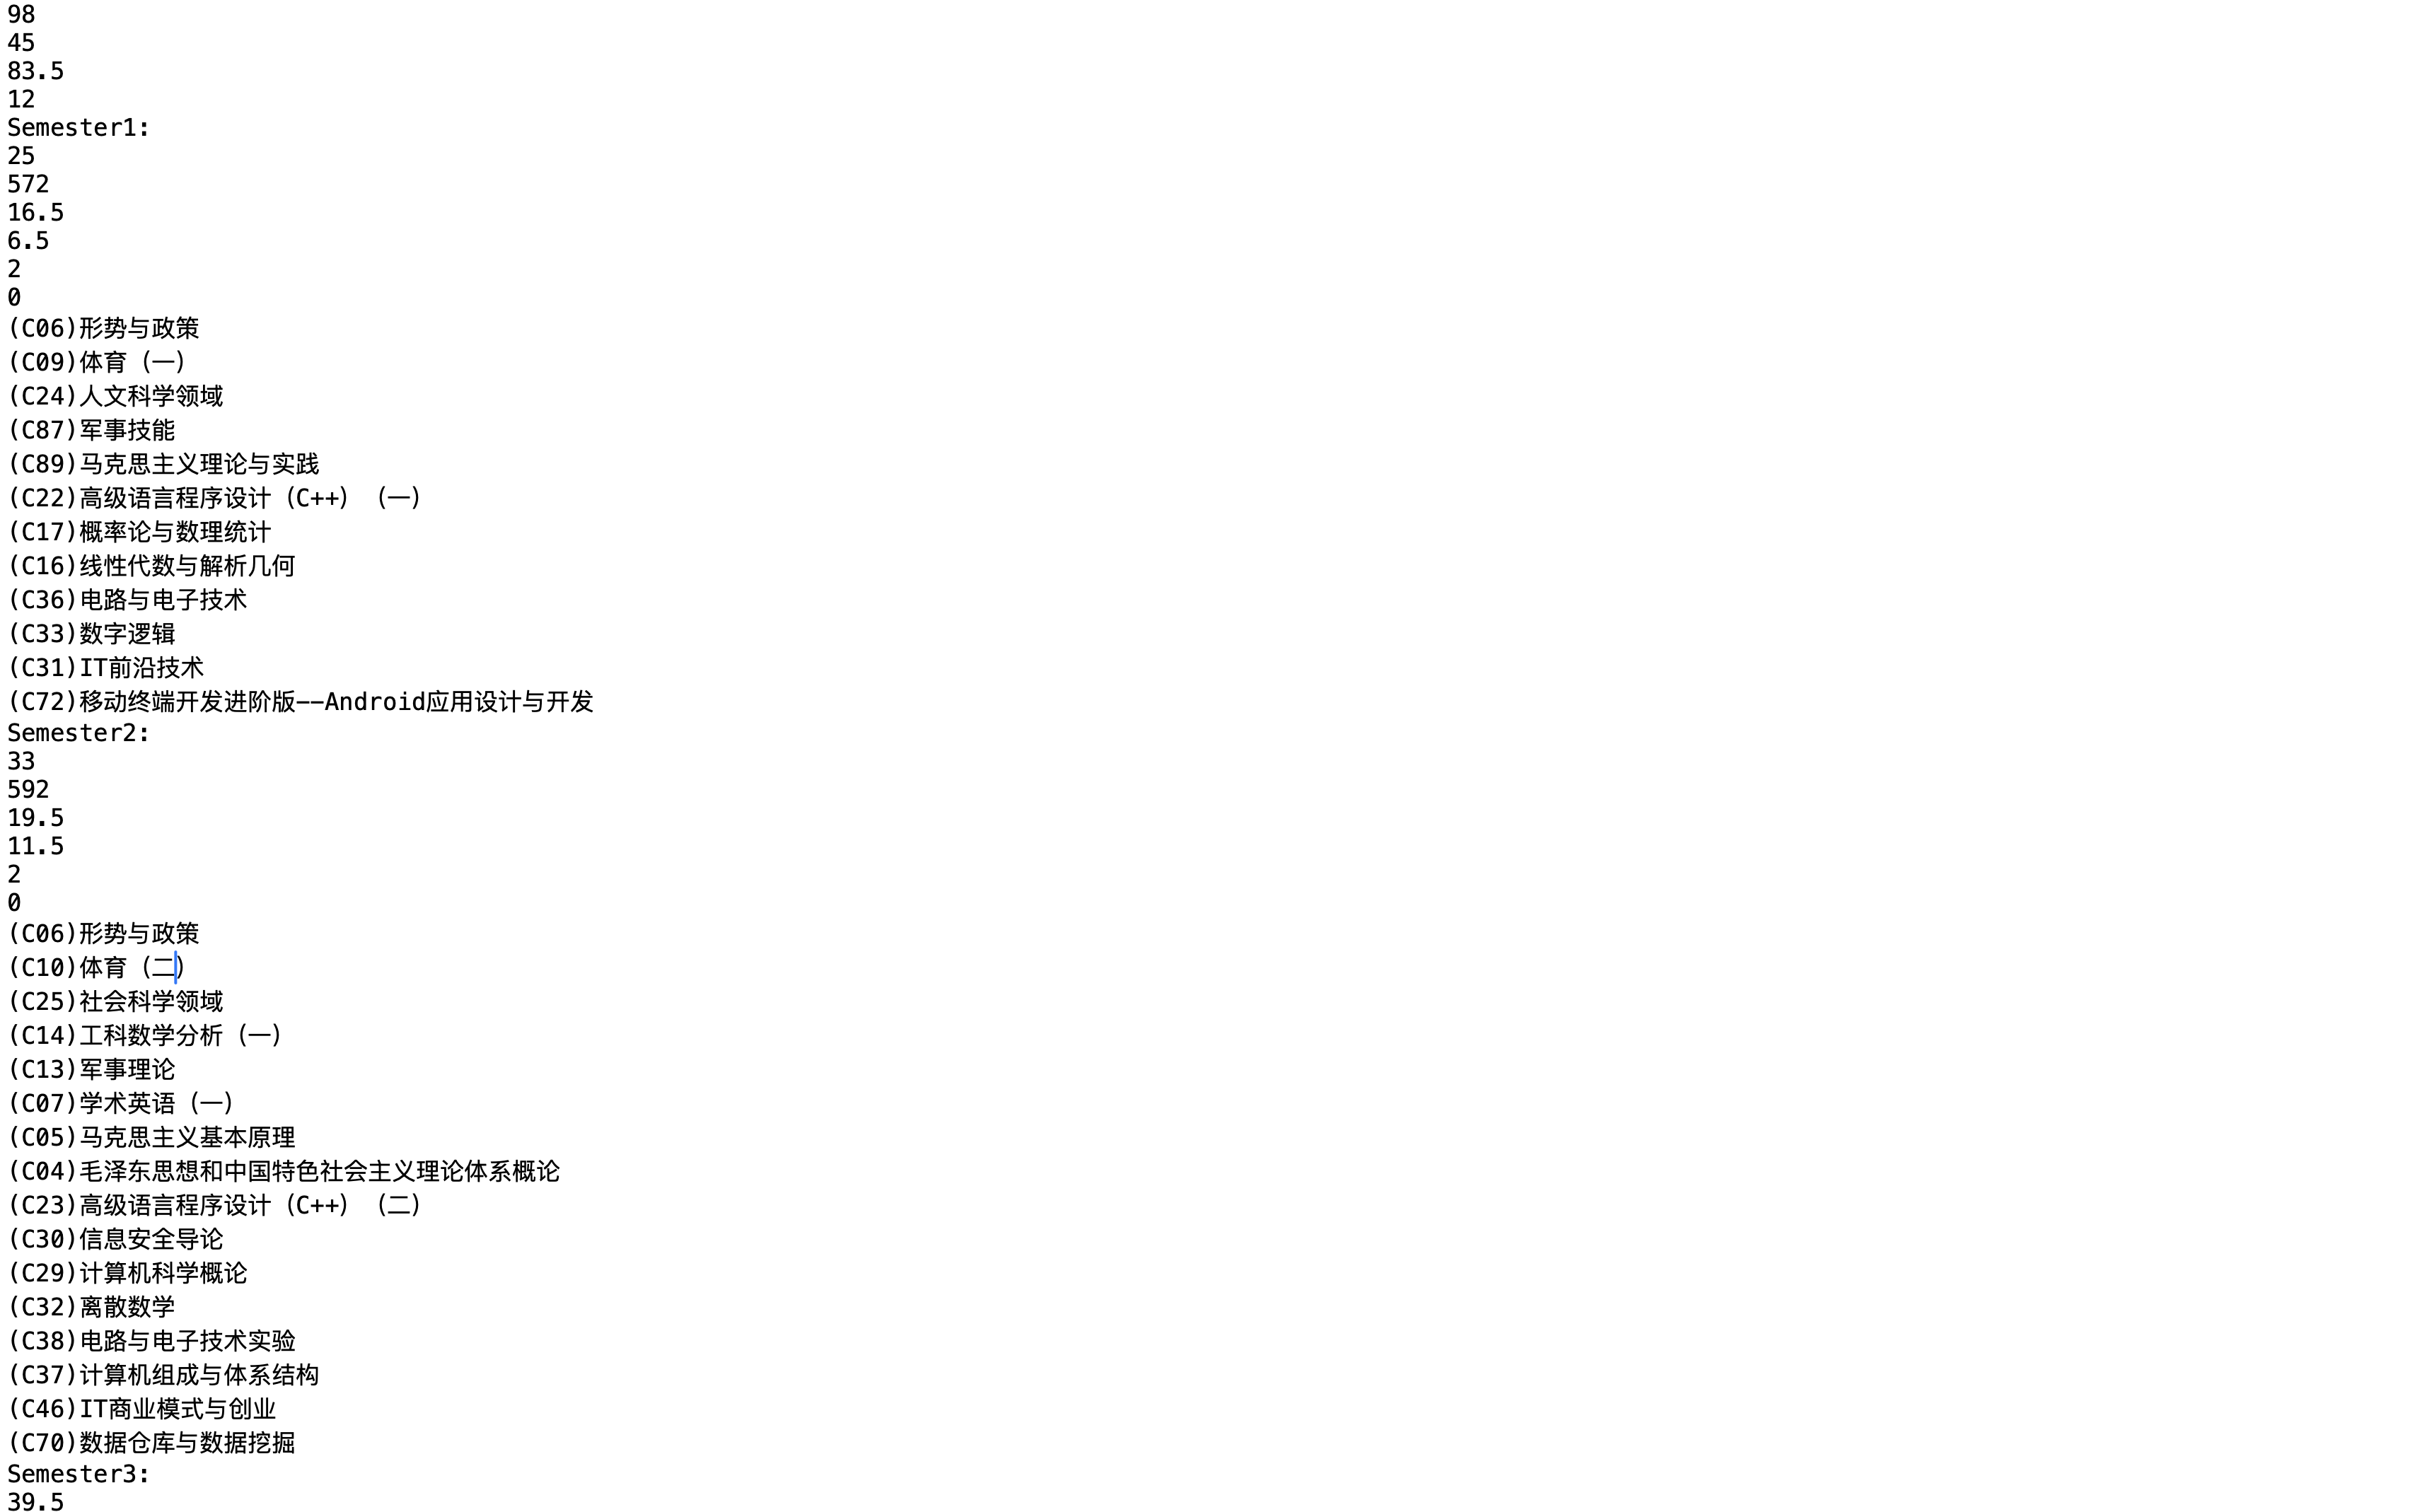 98
45
83.5
12
Semester1:
25
572
16.5
6.5
2
0
(C06)形势与政策
(C09)体育（一）
(C24)人文科学领域
(C87)军事技能
(C89)马克思主义理论与实践
(C22)高级语言程序设计（C++）（一）
(C17)概率论与数理统计
(C16)线性代数与解析几何
(C36)电路与电子技术
(C33)数字逻辑
(C31)IT前沿技术
(C72)移动终端开发进阶版——Android应用设计与开发
Semester2:
33
592
19.5
11.5
2
0
(C06)形势与政策
(C10)体育（二）
(C25)社会科学领域
(C14)工科数学分析（一）
(C13)军事理论
(C07)学术英语（一）
(C05)马克思主义基本原理
(C04)毛泽东思想和中国特色社会主义理论体系概论
(C23)高级语言程序设计（C++）（二）
(C30)信息安全导论
(C29)计算机科学概论
(C32)离散数学
(C38)电路与电子技术实验
(C37)计算机组成与体系结构
(C46)IT商业模式与创业
(C70)数据仓库与数据挖掘
Semester3:
39.5